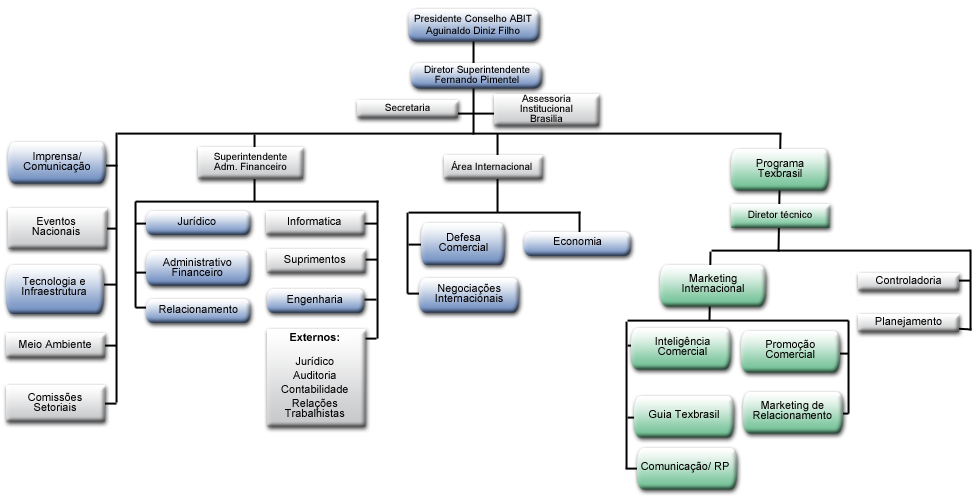 Presidente Conselho ABIT
Aguinaldo Diniz Filho
Diretor Superintendente
Fernando Pimentel
Secretaria
Assessoria
Institucional
Brasilia
Imprensa/
Comunicação
Eventos
Nacionais
Tecnologia e
Infraestrutura
Meio Ambiente
Comissões
Setoriais
Superintendente
Adm. Financeiro
Jurídico
Administrativo
Financeiro
Relacionamento
Informatica
Suprimentos
Engenharia
Externos:
Jurídico
Auditoria
Contabilidade
Relações
Trabalhistas
Área Internacional
Defesa
Comercial
Negociações
Internacionais
Economia
Programa
Texbrasil
Diretor técnico
Marketing
Internacional
Inteligência
Comercial
Guia Texbrasil
Comunicação/ RP
Promoção
Comercial
Marketing de
Relacionamento
Controladoria
Planejamento